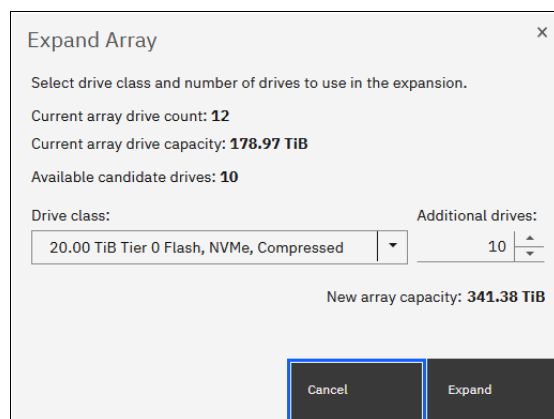 Expand Array
Select drive class and number of drives to use in the expansion.
Current array drive count: 12
Current array drive capacity: 178.97 TiB
Available candidate drives: 10
Drive class: Additional drives:
20.00 TiB Tier 0 Flash, NVMe, Compressed 10
New array capacity: 341.38 TiB
Cancel Expand